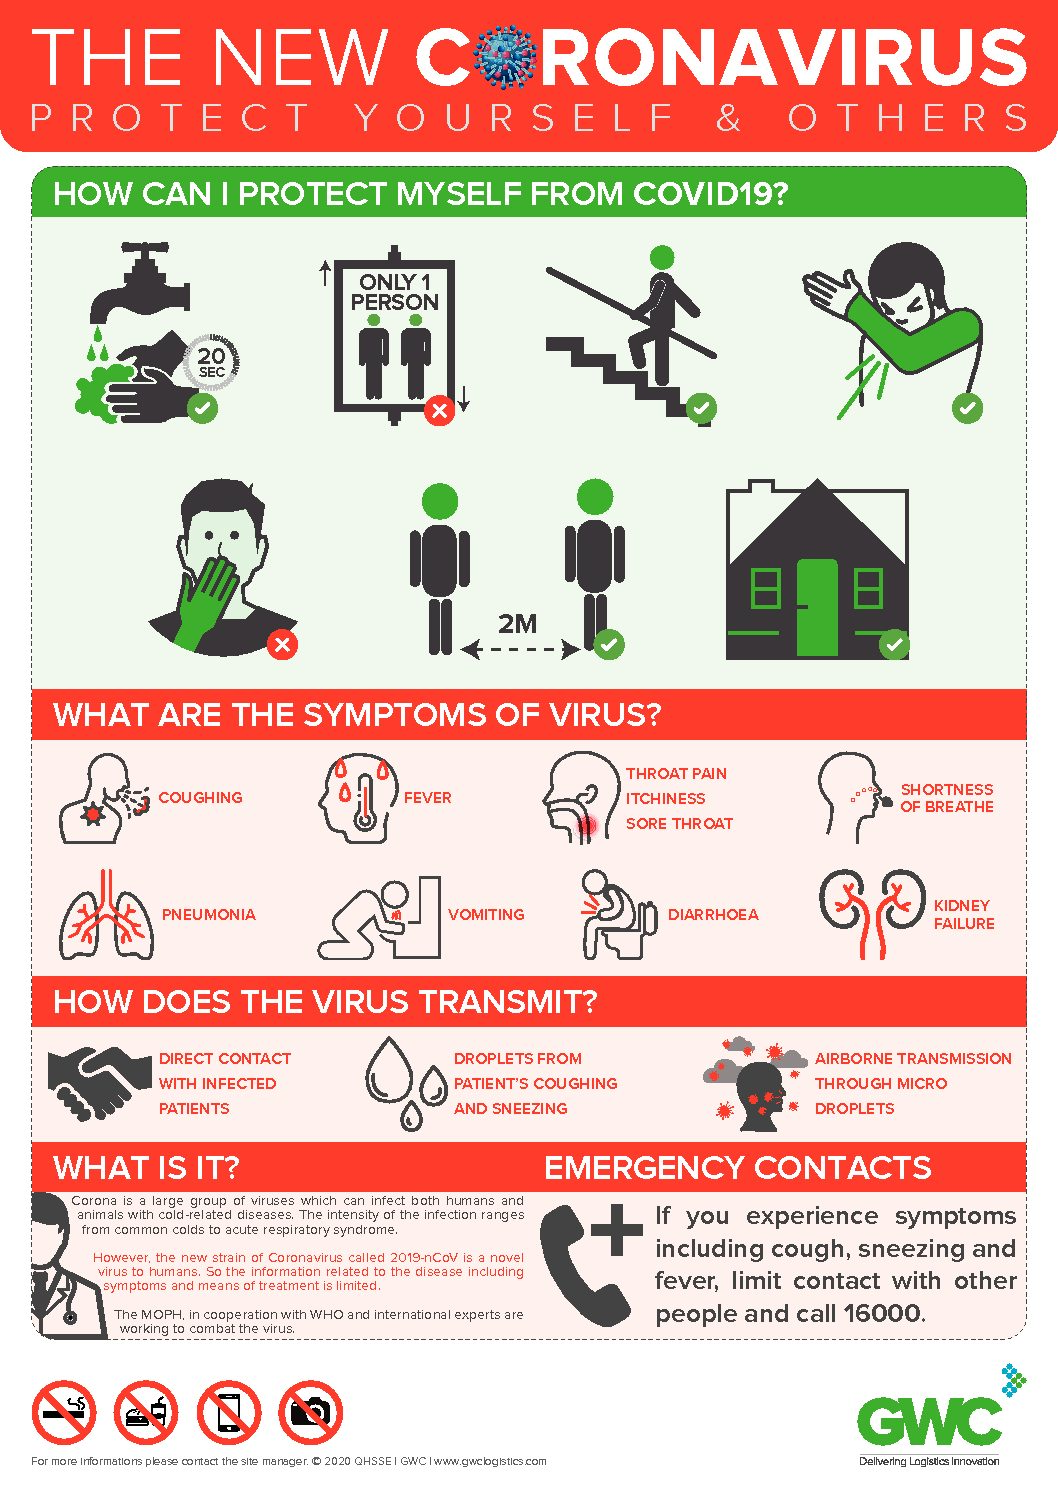 THE NEW CORONAVIRUS
PROTECT YOURSELF & OTHERS
HOW CAN I PROTECT MYSELF FROM COVID19?
20
SEC
ONLY 1
PERSON
2M
WHAT ARE THE SYMPTOMS OF VIRUS?
COUGHING
FEVER
THROAT PAIN
ITCHINESS
SORE THROAT
SHORTNESS
OF BREATHE
PNEUMONIA
VOMITING
DIARRHOEA
KIDNEY
FAILURE
HOW DOES THE VIRUS TRANSMIT?
DIRECT CONTACT
WITH INFECTED
PATIENTS
DROPLETS FROM
PATIENT'S COUGHING
AND SNEEZING
AIRBORNE TRANSMISSION
THROUGH MICRO
DROPLETS
WHAT IS IT?
Corona is a large group of viruses which can infect both humans and
animals with cold-related diseases. The intensity of the infection ranges
from common colds to acute respiratory syndrome.
However, the new strain of Coronavirus called 2019-nCoV is a novel
virus to humans. So the information related to the disease including
symptoms and means of treatment is limited.
The MOPH, in cooperation with WHO and international experts are
working to combat the virus.
EMERGENCY CONTACTS
If you experience symptoms
including cough, sneezing and
fever, limit contact with other
people and call 16000.
For more informations please contact the site manager. © 2020 QHSSE | GWC | www.gwclogistics.com
GWC
Delivering Logistics Innovation